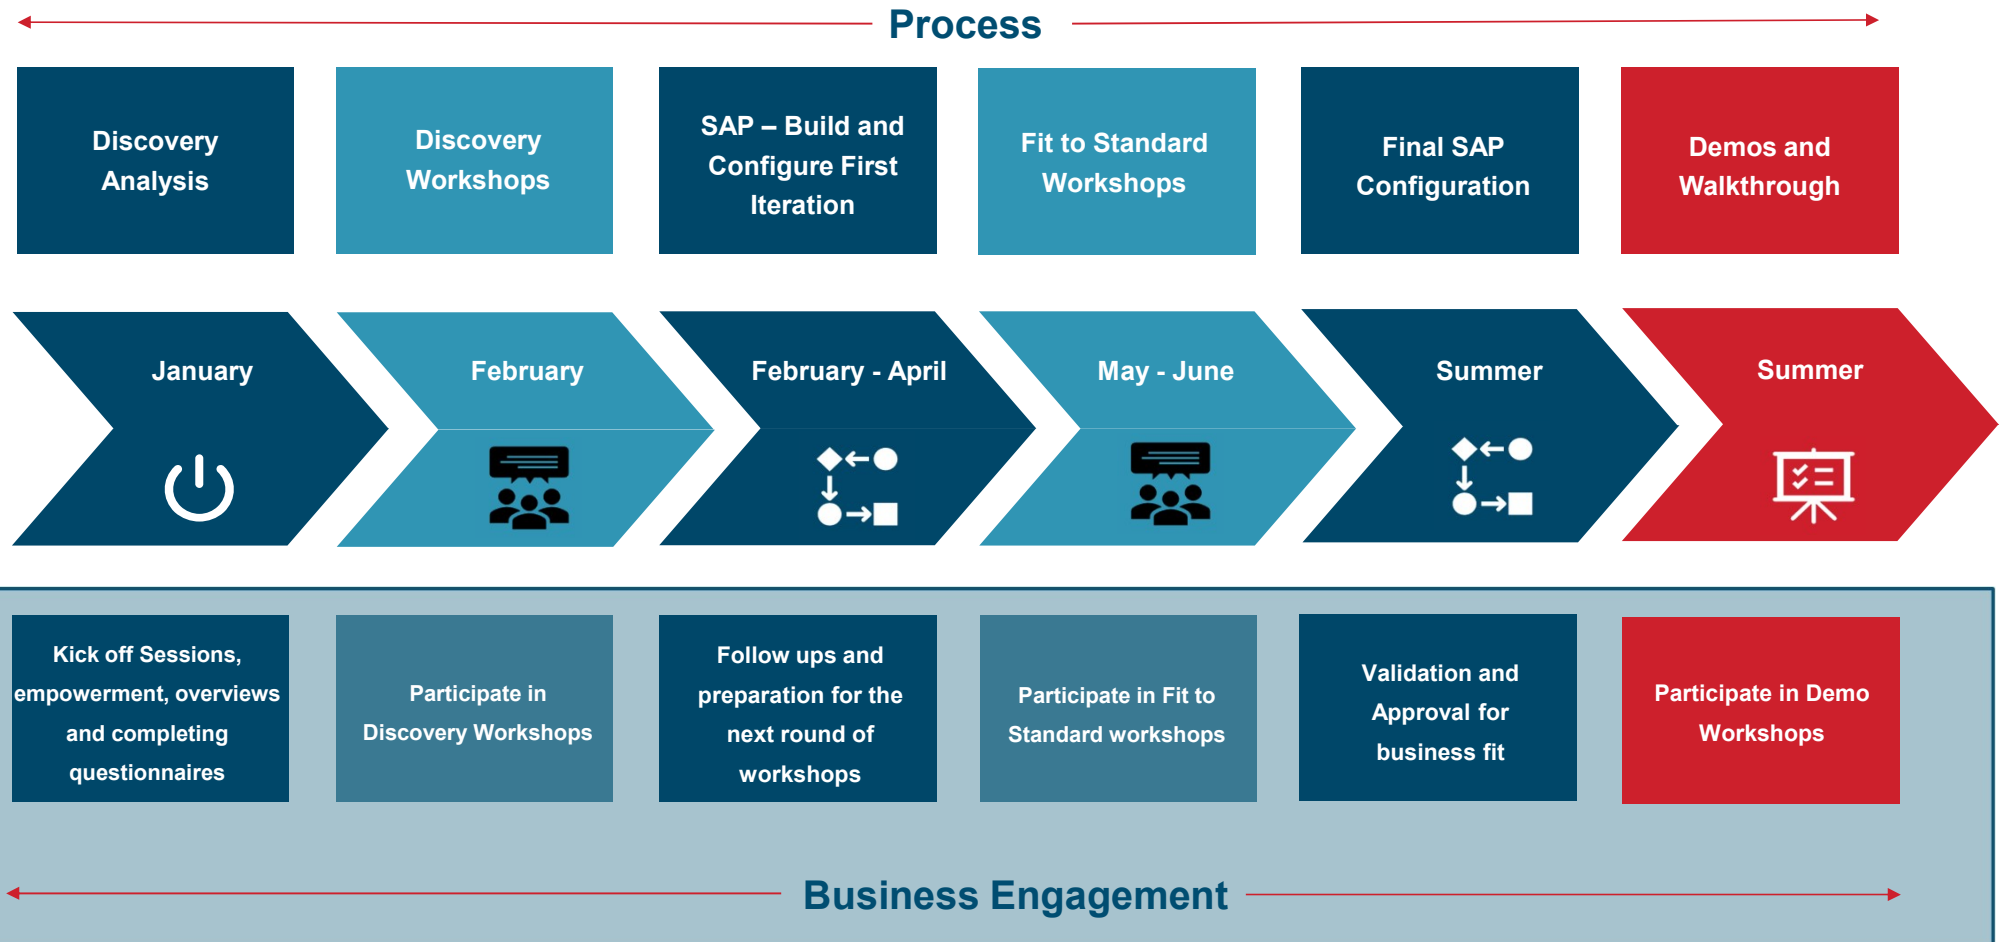 Process
Discovery
Analysis
Discovery
Workshops
SAP – Build and
Configure First
Iteration
Fit to Standard
Workshops
Final SAP
Configuration
Demos and
Walkthrough
January
February
February - April
May - June
Summer
Summer
Kick off Sessions,
empowerment, overviews
and completing
questionnaires
Participate in
Discovery Workshops
Follow ups and
preparation for the
next round of
workshops
Participate in Fit to
Standard workshops
Validation and
Approval for
business fit
Participate in Demo
Workshops
Business Engagement